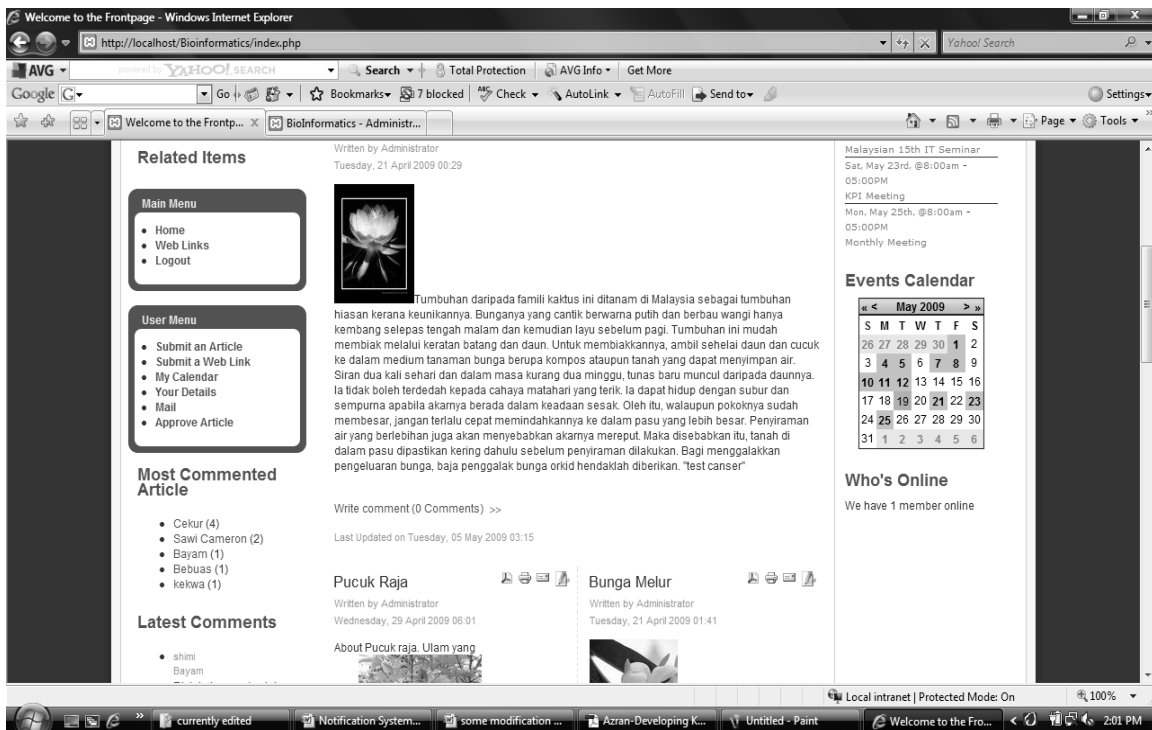 Welcome to the Frontpage - Windows Internet Explorer
http://localhost/Bioinformatics/index.php
Yahoo! Search
AVG
powered by YAHOO! SEARCH
Search
Total Protection
AVG Info
Get More
Google
G
Go
Bookmarks
7 blocked
Check
AutoLink
AutoFill
Send to
Settings
Welcome to the Frontp...
BioInformatics - Administr...
Page
Tools
Related Items
Main Menu
Home
Web Links
Logout
User Menu
Submit an Article
Submit a Web Link
My Calendar
Your Details
Mail
Approve Article
Most Commented
Article
Cekur (4)
Sawi Cameron (2)
Bayam (1)
Bebuas (1)
kekwa (1)
Latest Comments
shimi
Bayam
Written by Administrator
Tuesday, 21 April 2009 00:29
Tumbuhan daripada famili kaktus ini ditanam di Malaysia sebagai tumbuhan
hiasan kerana keunikannya. Bunganya yang cantik berwarna putih dan berbau wangi hanya
kembang selepas tengah malam dan kemudian layu sebelum pagi. Tumbuhan ini mudah
membiak melalui keratan batang dan daun. Untuk membiakkannya, ambil sehelai daun dan cucuk
ke dalam medium tanaman bunga berupa kompos ataupun tanah yang dapat menyimpan air.
Siran dua kali sehari dan dalam masa kurang dua minggu, tunas baru muncul daripada daunnya.
Ia tidak boleh terdedah kepada cahaya matahari yang terik. Ia dapat hidup dengan subur dan
sempurna apabila akarnya berada dalam keadaan sesak. Oleh itu, walaupun pokoknya sudah
membesar, jangan terlalu cepat memindahkannya ke dalam pasu yang lebih besar. Penyiraman
air yang berlebihan juga akan menyebabkan akarnya mereput. Maka disebabkan itu, tanah di
dalam pasu dipastikan kering dahulu sebelum penyiraman dilakukan. Bagi menggalakkan
pengeluaran bunga, baja penggalak bunga orkid hendaklah diberikan. "test canser"
Write comment (0 Comments) >>
Last Updated on Tuesday, 05 May 2009 03:15
Pucuk Raja
Written by Administrator
Wednesday, 29 April 2009 06:01
About Pucuk raja. Ulam yang
Bunga Melur
Written by Administrator
Tuesday, 21 April 2009 01:41
Malaysian 15th IT Seminar
Sat, May 23rd, @8:00am -
05:00PM
KPI Meeting
Mon, May 25th, @8:00am -
05:00PM
Monthly Meeting
Events Calendar
« < May 2009 > »
S M T W T F S
26 27 28 29 30 1 2
3 4 5 6 7 8 9
10 11 12 13 14 15 16
17 18 19 20 21 22 23
24 25 26 27 28 29 30
31 1 2 3 4 5 6
Who's Online
We have 1 member online
Local intranet | Protected Mode: On
100%
currently edited
Notification System...
some modification ...
Azran-Developing K...
Untitled - Paint
Welcome to the Fro...
2:01 PM